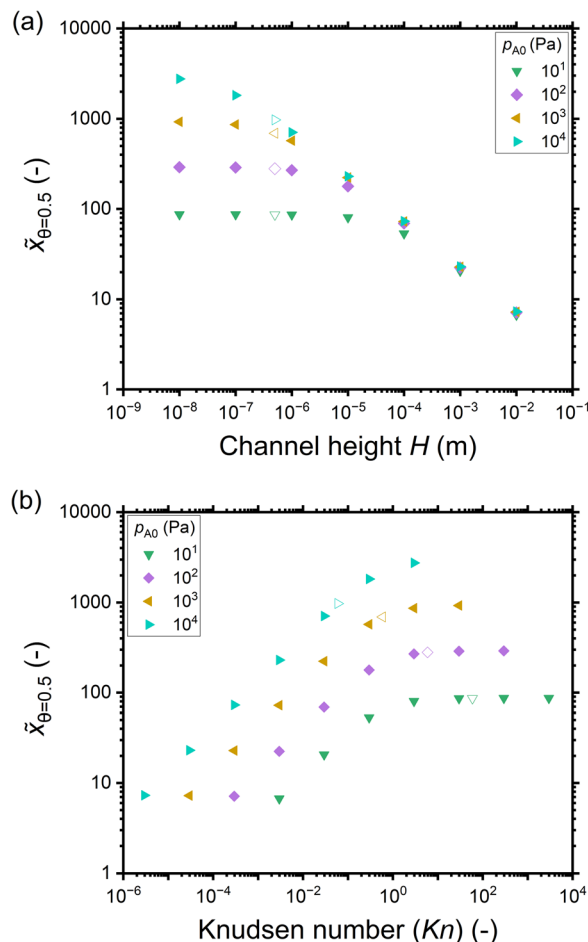 (a)
10000
1000
100
10
1
x̃θ=0.5 (-)
pA0 (Pa)
10¹
10²
10³
10⁴
10⁻⁹ 10⁻⁸ 10⁻⁷ 10⁻⁶ 10⁻⁵ 10⁻⁴ 10⁻³ 10⁻² 10⁻¹
Channel height H (m)
(b)
10000
1000
100
10
1
x̃θ=0.5 (-)
pA0 (Pa)
10¹
10²
10³
10⁴
10⁻⁶ 10⁻⁴ 10⁻² 10⁰ 10² 10⁴
Knudsen number (Kn) (-)